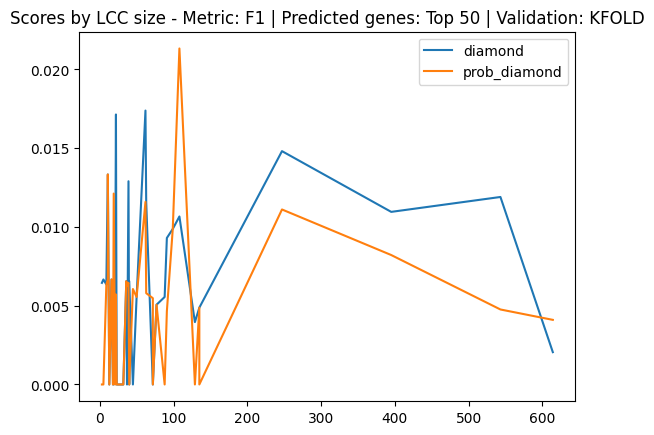 Scores by LCC size - Metric: F1 | Predicted genes: Top 50 | Validation: KFOLD
diamond
prob_diamond
0.020
0.015
0.010
0.005
0.000
0 100 200 300 400 500 600